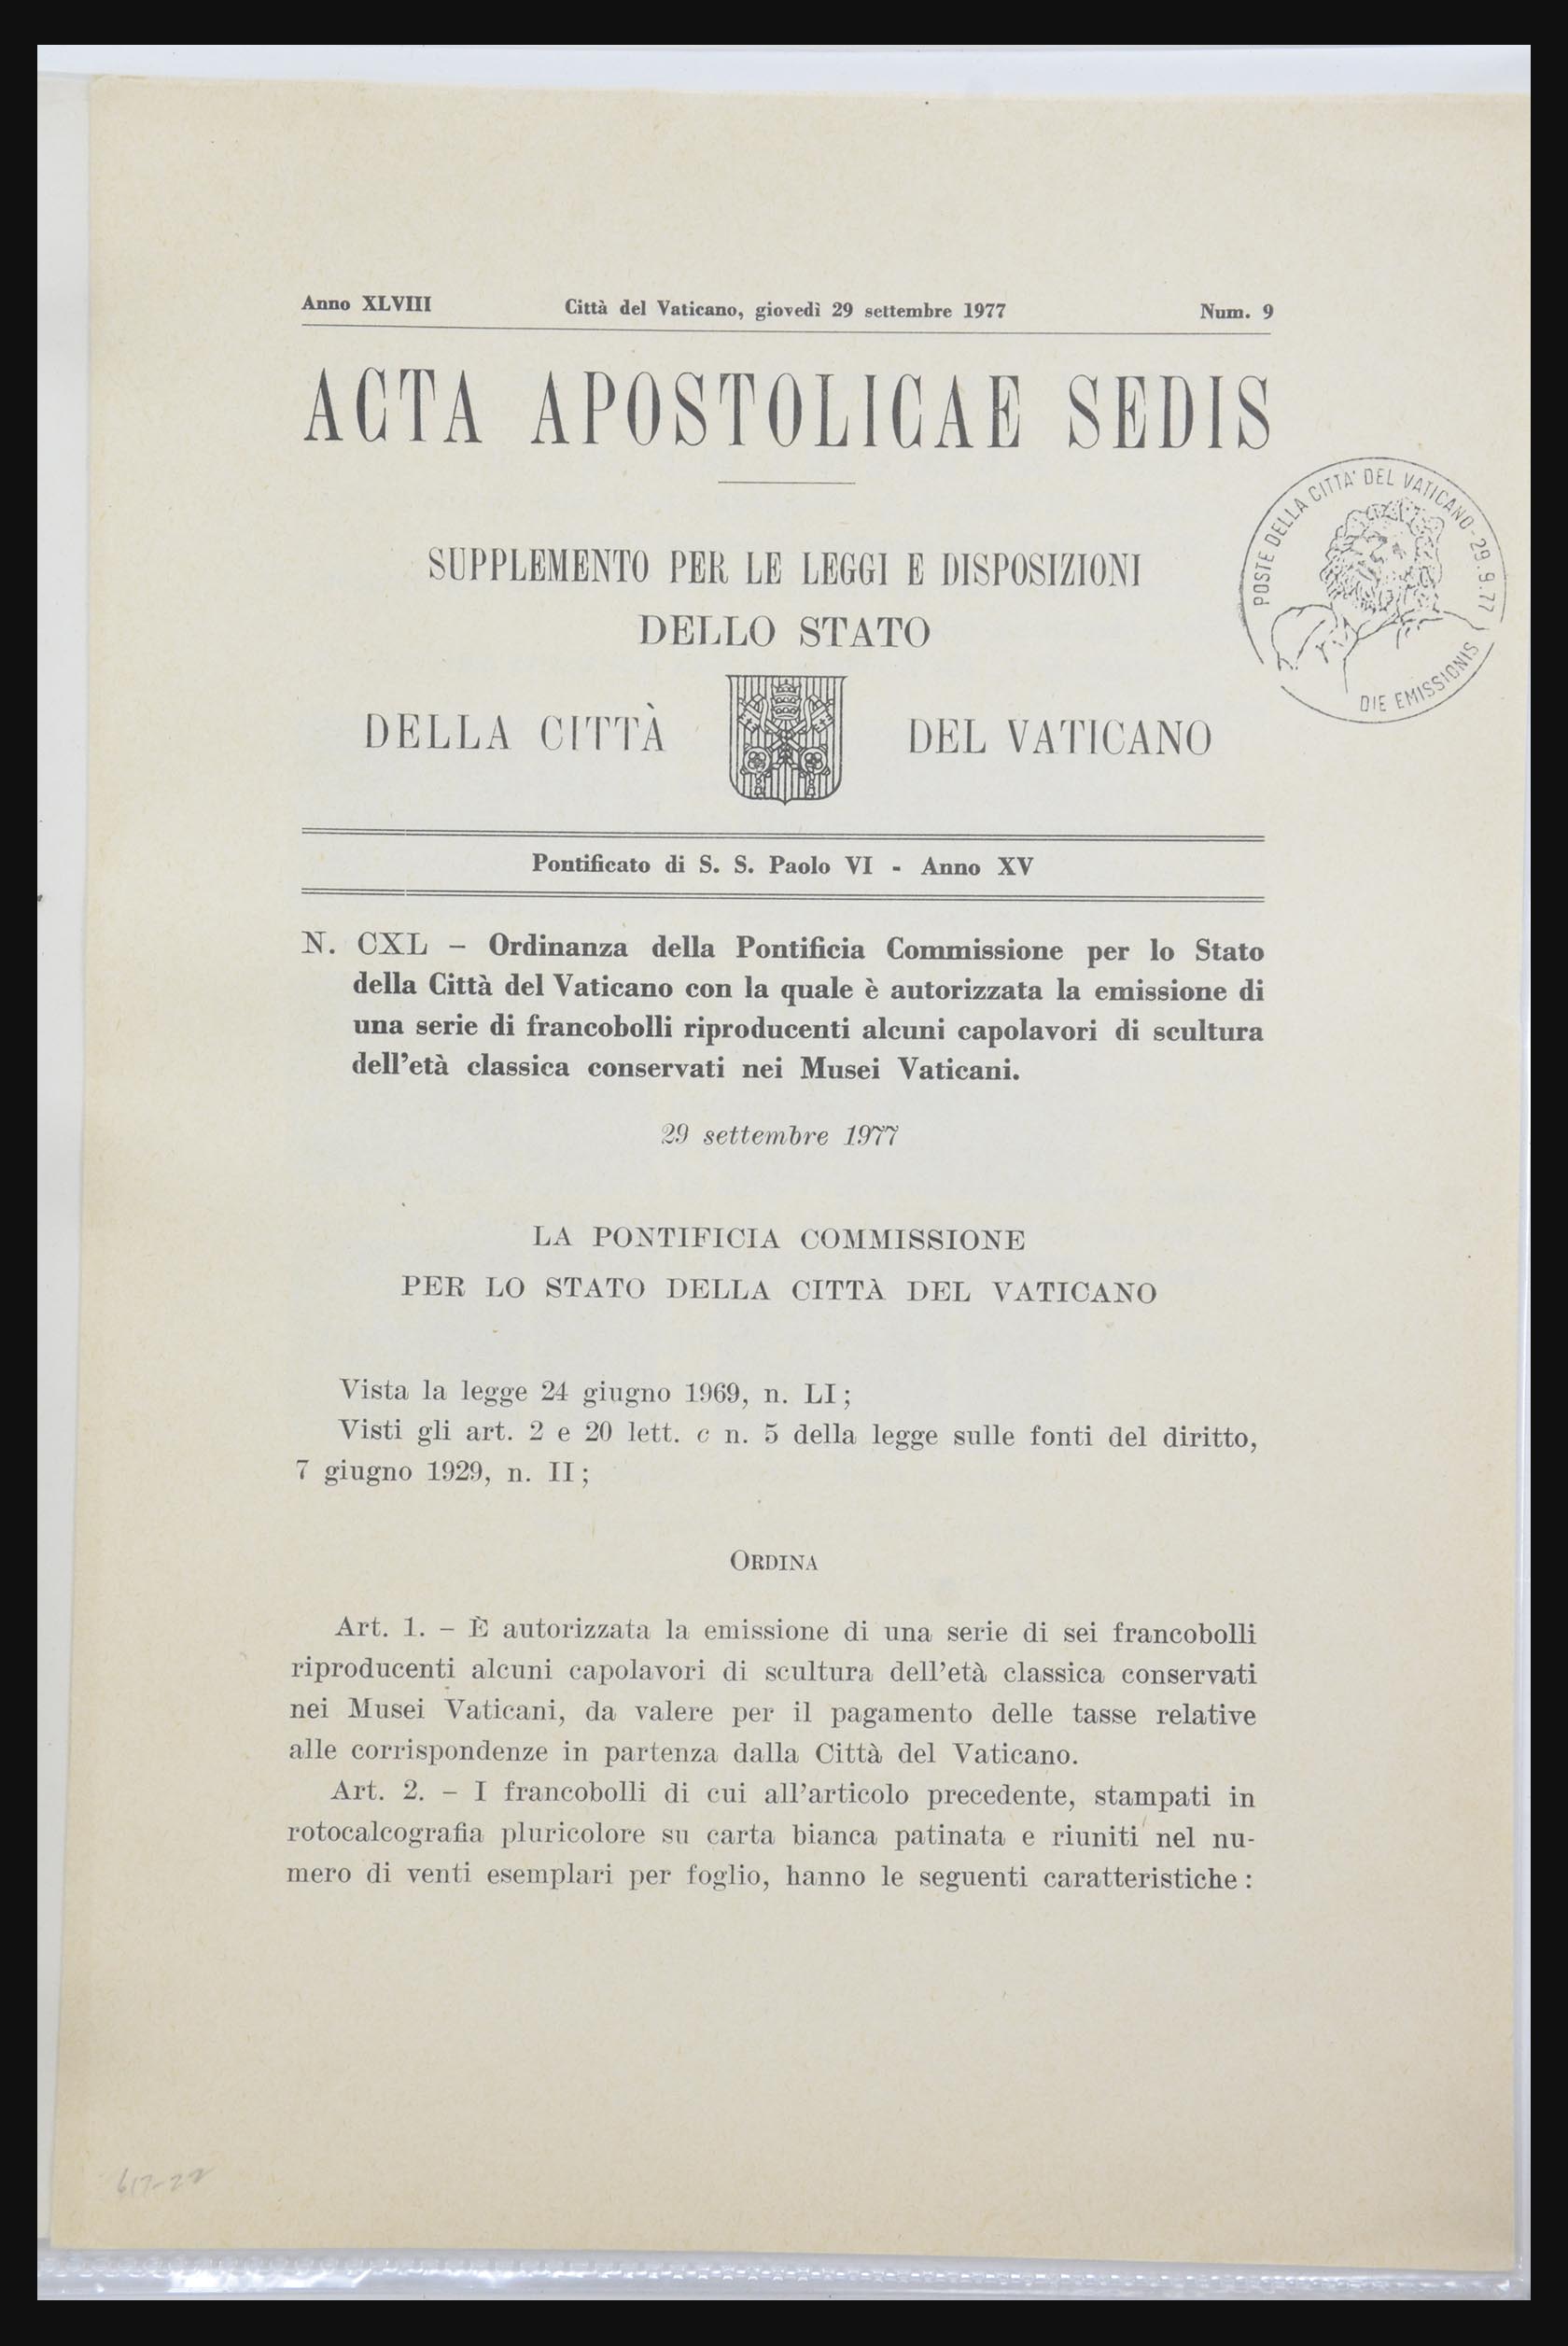 Anno XLVIII Città del Vaticano, giovedì 29 settembre 1977 Num. 9
ACTA APOSTOLICAE SEDIS
POSTE DELLA CITTA' DEL VATICANO - 29.9.77
DIE EMISSIONIS
SUPPLEMENTO PER LE LEGGI E DISPOSIZIONI
DELLO STATO
DELLA CITTÀ DEL VATICANO
Pontificato di S. S. Paolo VI - Anno XV
N. CXL – Ordinanza della Pontificia Commissione per lo Stato
della Città del Vaticano con la quale è autorizzata la emissione di
una serie di francobolli riproducenti alcuni capolavori di scultura
dell'età classica conservati nei Musei Vaticani.
29 settembre 1977
LA PONTIFICIA COMMISSIONE
PER LO STATO DELLA CITTÀ DEL VATICANO
Vista la legge 24 giugno 1969, n. LI;
Visti gli art. 2 e 20 lett. c n. 5 della legge sulle fonti del diritto,
7 giugno 1929, n. II;
ORDINA
Art. 1. – È autorizzata la emissione di una serie di sei francobolli
riproducenti alcuni capolavori di scultura dell'età classica conservati
nei Musei Vaticani, da valere per il pagamento delle tasse relative
alle corrispondenze in partenza dalla Città del Vaticano.
Art. 2. – I francobolli di cui all'articolo precedente, stampati in
rotocalcografia pluricolore su carta bianca patinata e riuniti nel nu-
mero di venti esemplari per foglio, hanno le seguenti caratteristiche:
617-22